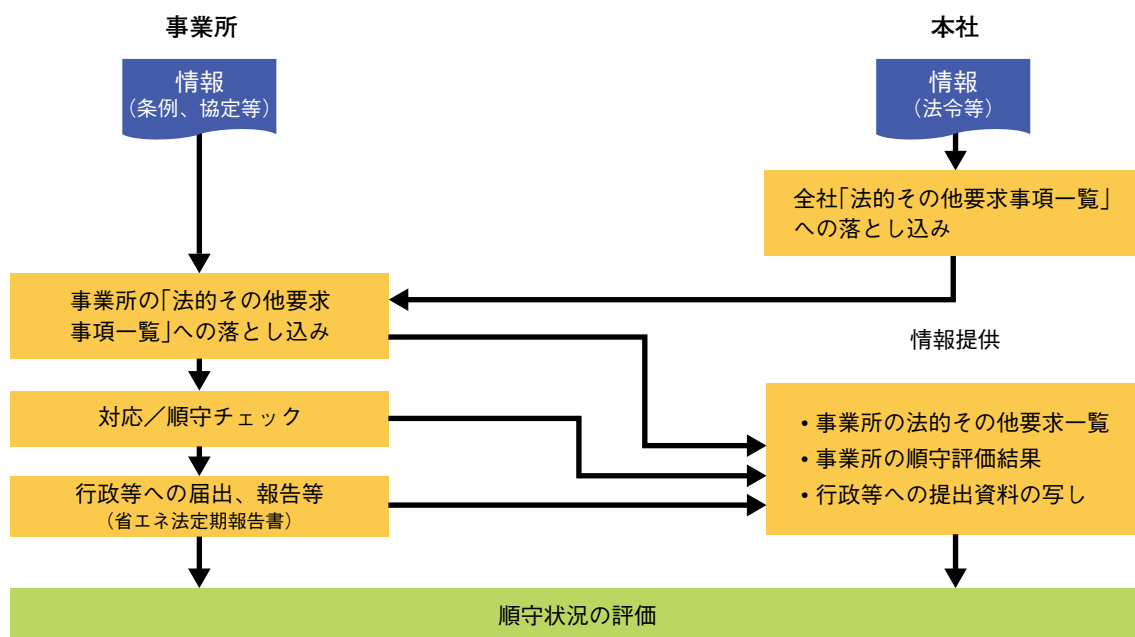 事業所
情報
(条例、協定等)
事業所の「法的その他要求
事項一覧」への落とし込み
対応／順守チェック
行政等への届出、報告等
(省エネ法定期報告書)
本社
情報
(法令等)
全社「法的その他要求事項一覧」
への落とし込み
情報提供
・事業所の法的その他要求一覧
・事業所の順守評価結果
・行政等への提出資料の写し
順守状況の評価